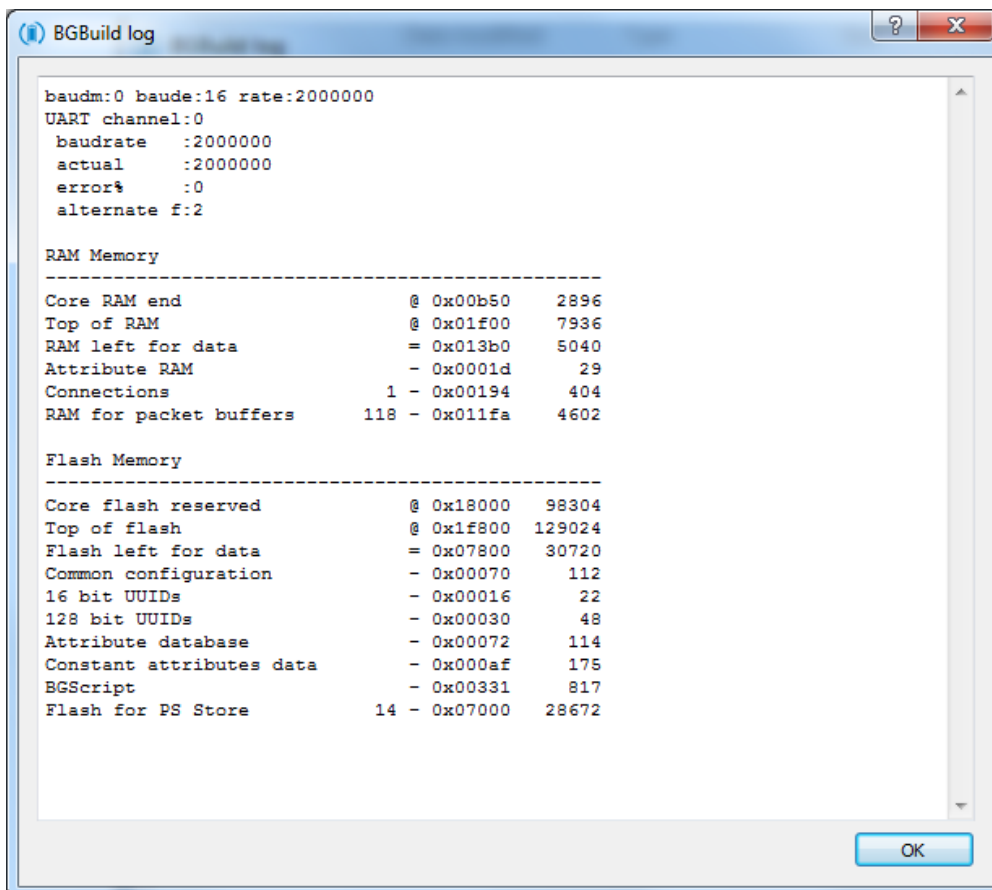 BGBuild log
baudm:0 baude:16 rate:2000000
UART channel:0
 baudrate   :2000000
 actual     :2000000
 error%     :0
 alternate f:2
RAM Memory
-------------------------------------------------
Core RAM end                    @ 0x00b50    2896
Top of RAM                      @ 0x01f00    7936
RAM left for data               = 0x013b0    5040
Attribute RAM                   - 0x0001d      29
Connections                   1 - 0x00194     404
RAM for packet buffers      118 - 0x011fa    4602
Flash Memory
-------------------------------------------------
Core flash reserved             @ 0x18000   98304
Top of flash                    @ 0x1f800  129024
Flash left for data             = 0x07800   30720
Common configuration            - 0x00070     112
16 bit UUIDs                    - 0x00016      22
128 bit UUIDs                   - 0x00030      48
Attribute database              - 0x00072     114
Constant attributes data        - 0x000af     175
BGScript                        - 0x00331     817
Flash for PS Store           14 - 0x07000   28672
OK